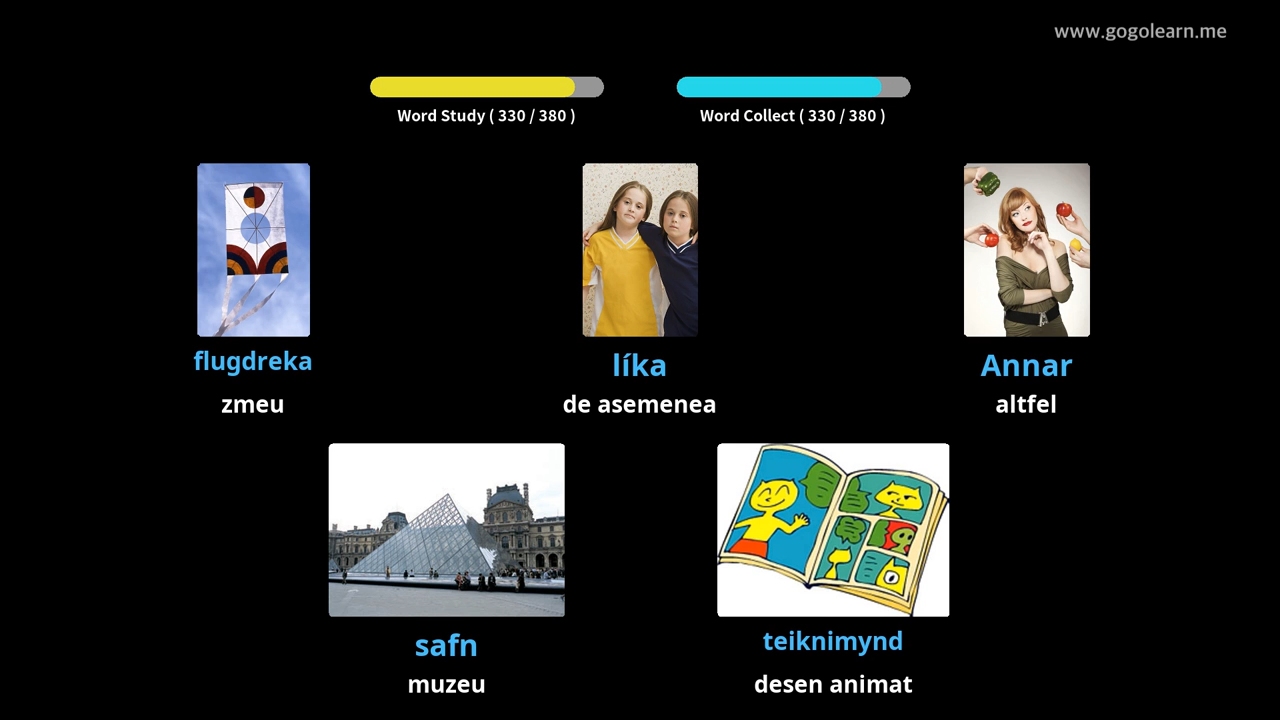 www.gogolearn.me
Word Study ( 330 / 380 )
Word Collect ( 330 / 380 )
flugdreka
líka
Annar
zmeu
de asemenea
altfel
safn
teiknimynd
muzeu
desen animat